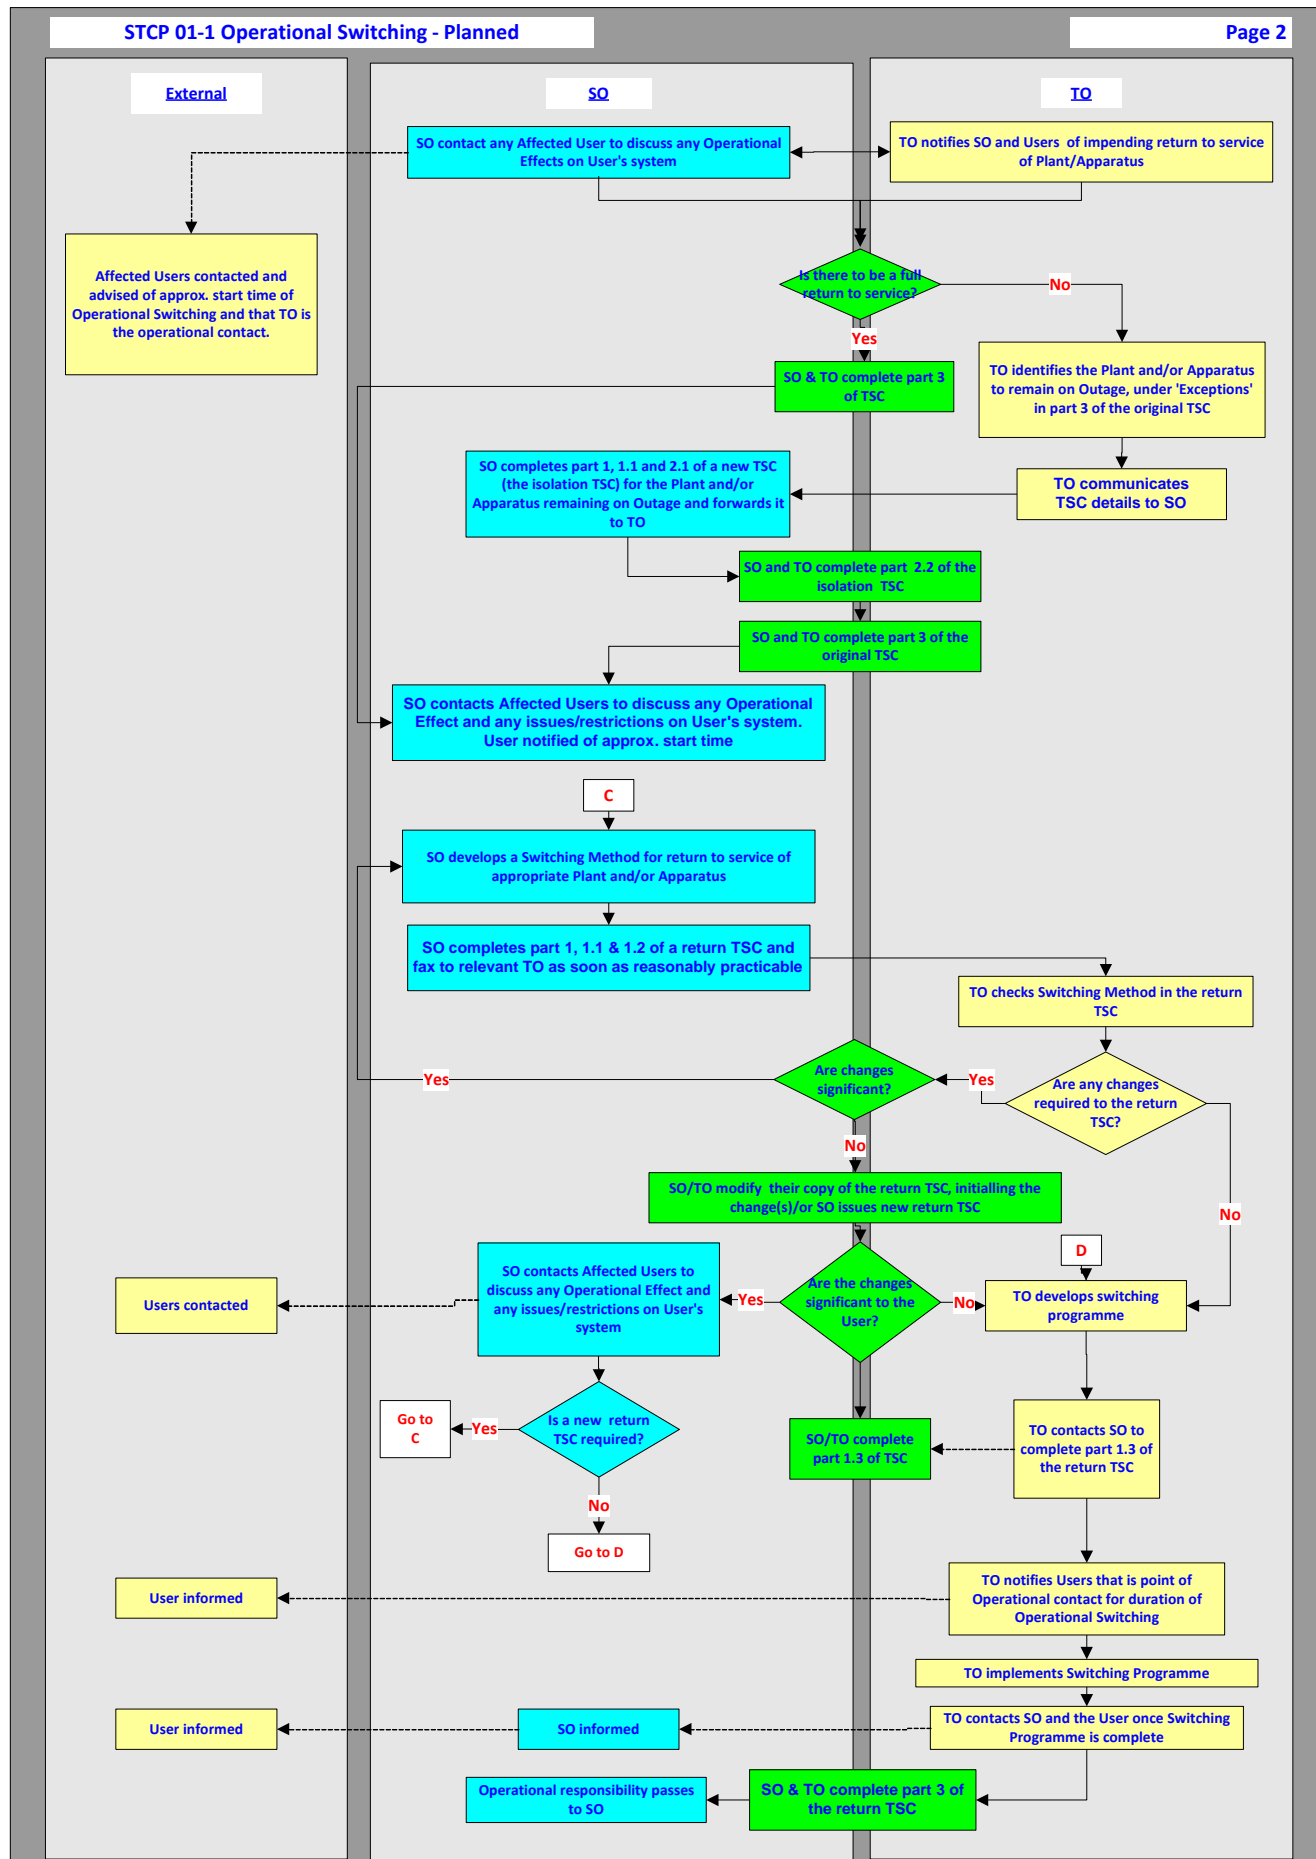 STCP 01-1 Operational Switching - Planned
Page 2
External
SO
TO
SO contact any Affected User to discuss any Operational
Effects on User's system
TO notifies SO and Users  of impending return to service
of Plant/Apparatus
Affected Users contacted and
advised of approx. start time of
Operational Switching and that TO is
the operational contact.
Is there to be a full
return to service?
No
Yes
SO & TO complete part 3
of TSC
TO identifies the Plant and/or Apparatus
to remain on Outage, under 'Exceptions'
in part 3 of the original TSC
SO completes part 1, 1.1 and 2.1 of a new TSC
(the isolation TSC) for the Plant and/or
Apparatus remaining on Outage and forwards it
to TO
TO communicates
TSC details to SO
SO and TO complete part  2.2 of the
isolation  TSC
SO and TO complete part 3 of the
original TSC
SO contacts Affected Users to discuss any Operational
Effect and any issues/restrictions on User's system.
User notified of approx. start time
C
SO develops a Switching Method for return to service of
appropriate Plant and/or Apparatus
SO completes part 1, 1.1 & 1.2 of a return TSC and
fax to relevant TO as soon as reasonably practicable
TO checks Switching Method in the return
TSC
Are changes
significant?
Yes
Yes
Are any changes
required to the return
TSC?
No
SO/TO modify  their copy of the return TSC, initialling the
change(s)/or SO issues new return TSC
No
D
SO contacts Affected Users to
discuss any Operational Effect and
any issues/restrictions on User's
system
Users contacted
Yes
Are the changes
significant to the
User?
No
TO develops switching
programme
Go to
C
Yes
Is a new  return
TSC required?
SO/TO complete
part 1.3 of TSC
TO contacts SO to
complete part 1.3 of
the return TSC
No
Go to D
User informed
TO notifies Users that is point of
Operational contact for duration of
Operational Switching
TO implements Switching Programme
User informed
SO informed
TO contacts SO and the User once Switching
Programme is complete
Operational responsibility passes
to SO
SO & TO complete part 3 of
the return TSC